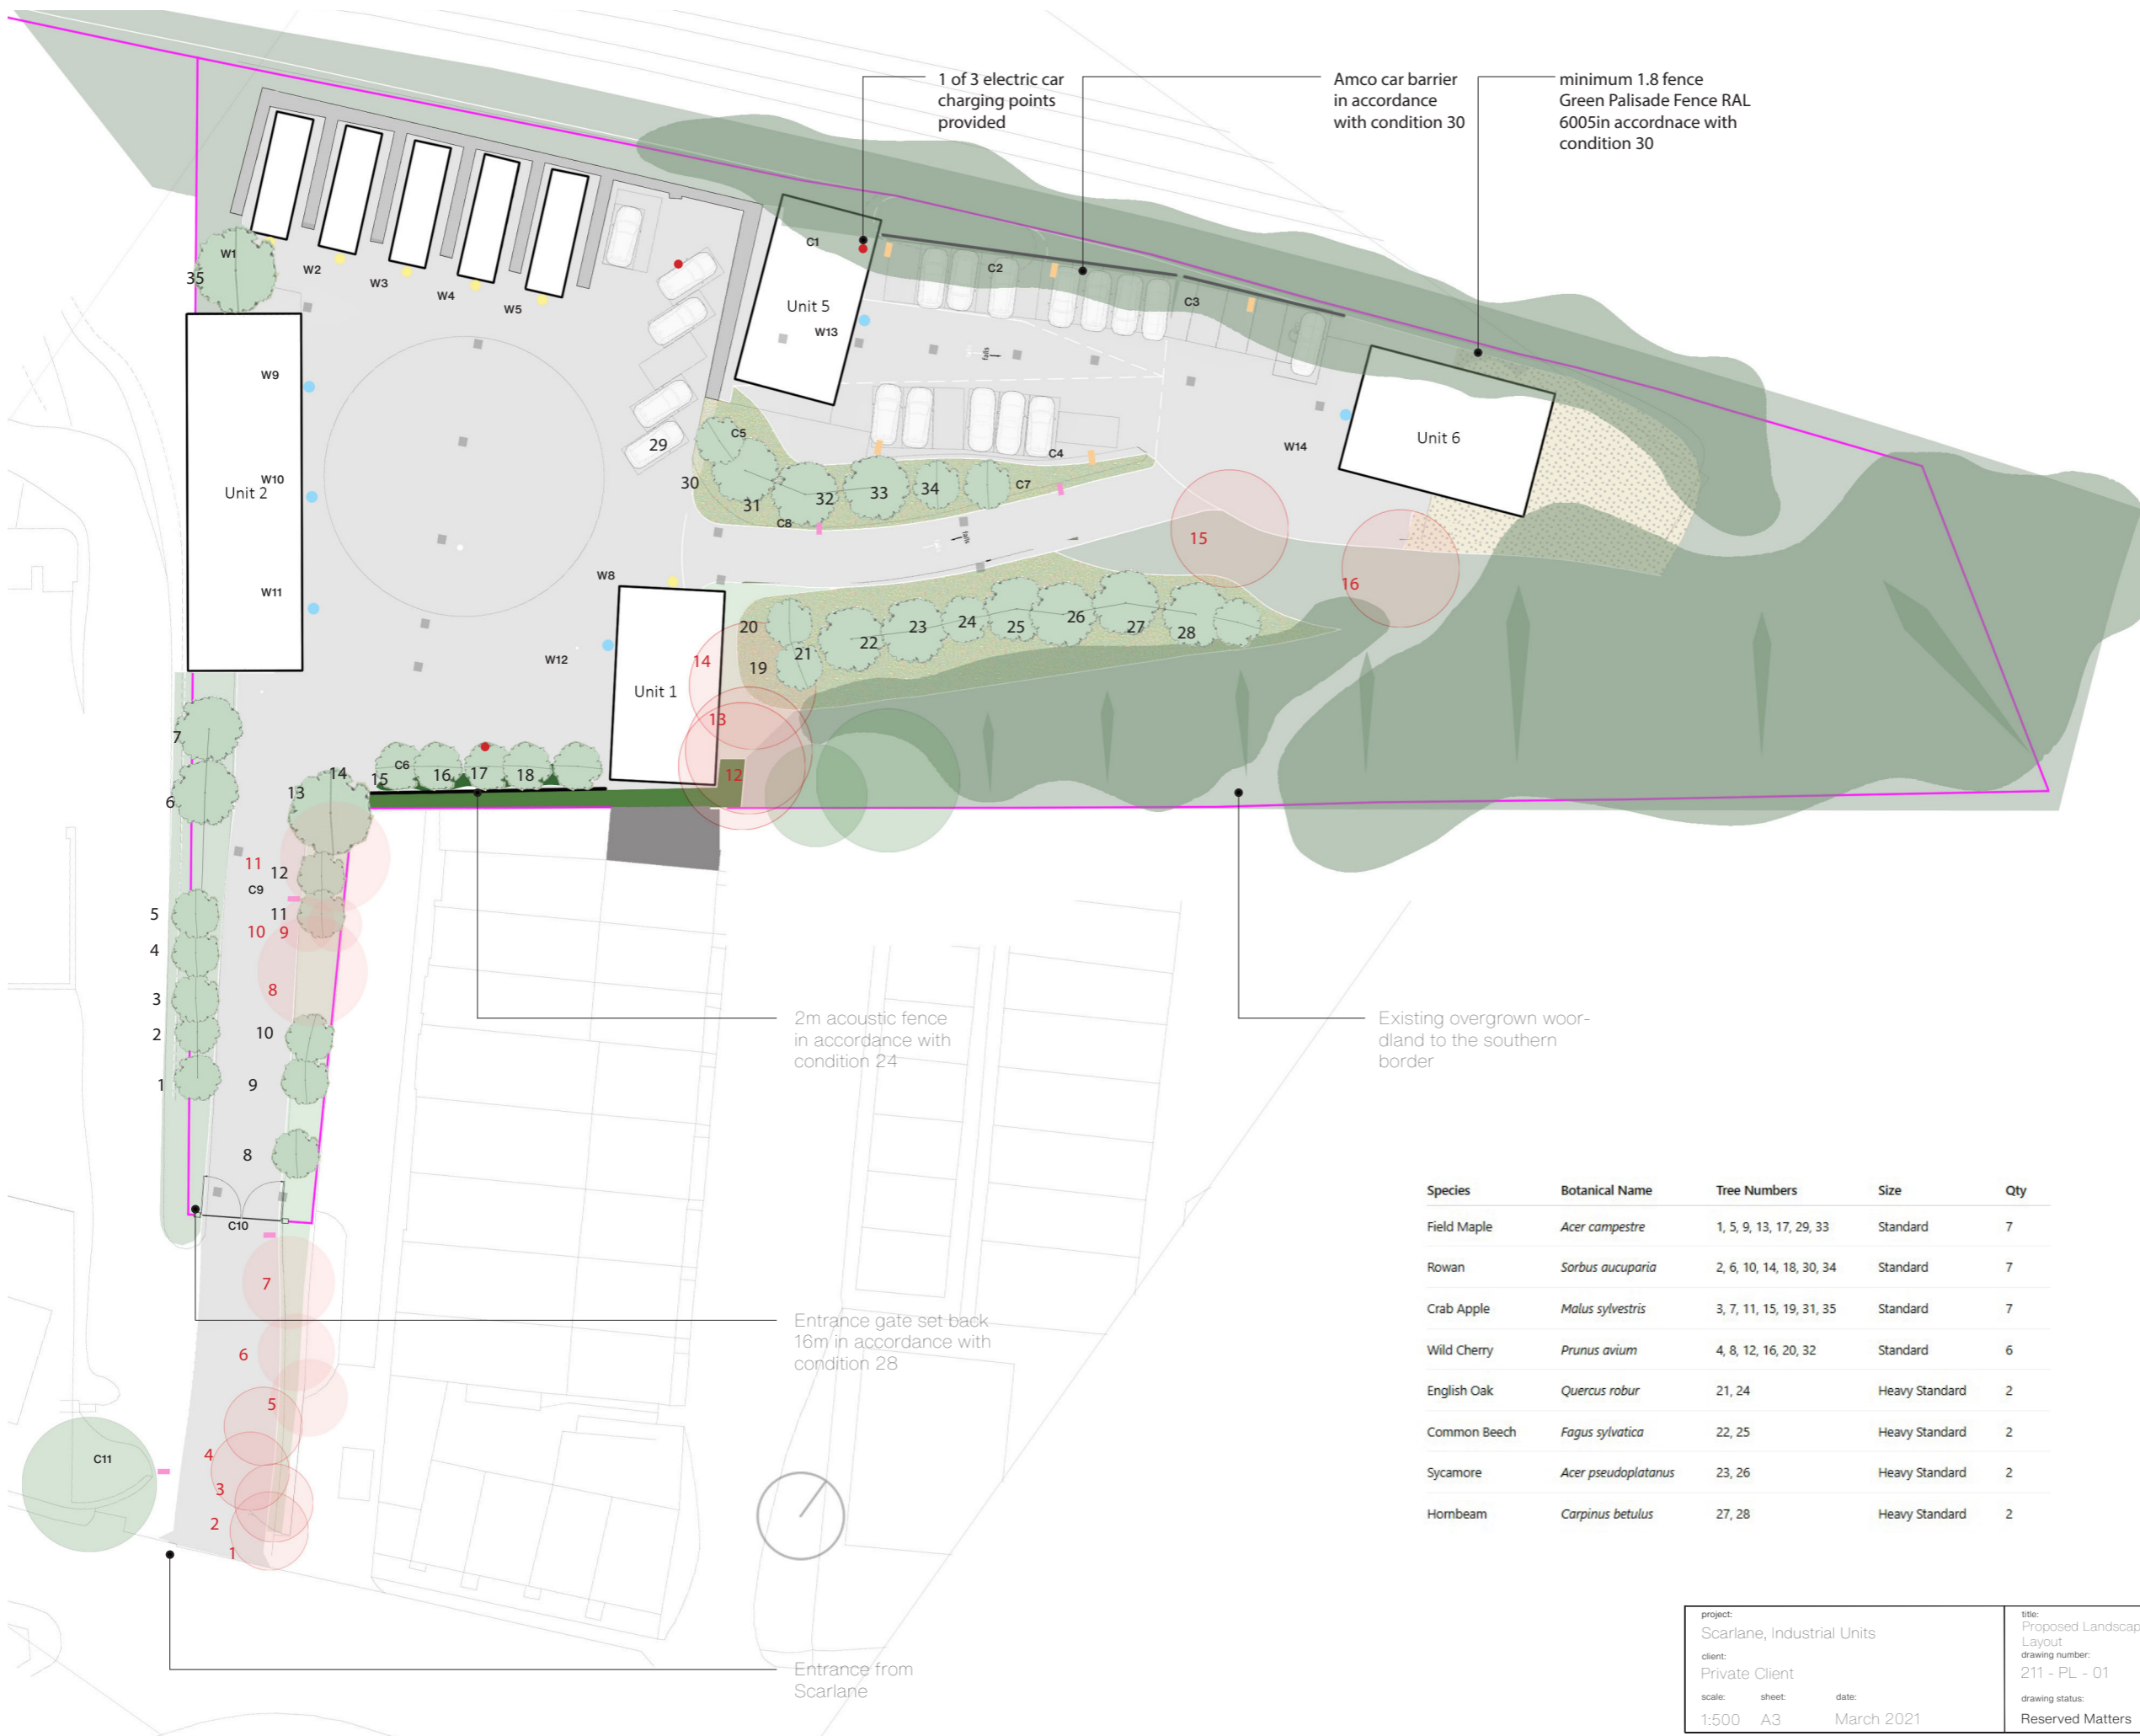 1 of 3 electric car
charging points
provided
Amco car barrier
in accordance
with condition 30
minimum 1.8 fence
Green Palisade Fence RAL
6005in accordnace with
condition 30
W1
35
W2
W3
W4
W5
C1
Unit 5
W13
C2
C3
falls
W9
W10
Unit 2
W11
29
C5
30
31
32
33
34
C7
C8
C4
W14
Unit 6
falls
15
16
W8
W12
Unit 1
14
13
12
20
19
21
22
23
24
25
26
27
28
7
6
13
14
15
C6
16
17
18
11
12
C9
11
10
9
5
4
3
2
1
8
10
9
8
C10
2m acoustic fence
in accordance with
condition 24
Existing overgrown woor-
dland to the southern
border
7
6
5
4
3
2
1
C11
Entrance gate set back
16m in accordance with
condition 28
Entrance from
Scarlane
Species Botanical Name Tree Numbers Size Qty
Field Maple Acer campestre 1, 5, 9, 13, 17, 29, 33 Standard 7
Rowan Sorbus aucuparia 2, 6, 10, 14, 18, 30, 34 Standard 7
Crab Apple Malus sylvestris 3, 7, 11, 15, 19, 31, 35 Standard 7
Wild Cherry Prunus avium 4, 8, 12, 16, 20, 32 Standard 6
English Oak Quercus robur 21, 24 Heavy Standard 2
Common Beech Fagus sylvatica 22, 25 Heavy Standard 2
Sycamore Acer pseudoplatanus 23, 26 Heavy Standard 2
Hornbeam Carpinus betulus 27, 28 Heavy Standard 2
project:
Scarlane, Industrial Units
client:
Private Client
scale: sheet: date:
1:500 A3 March 2021
title:
Proposed Landscap
Layout
drawing number:
211 - PL - 01
drawing status:
Reserved Matters